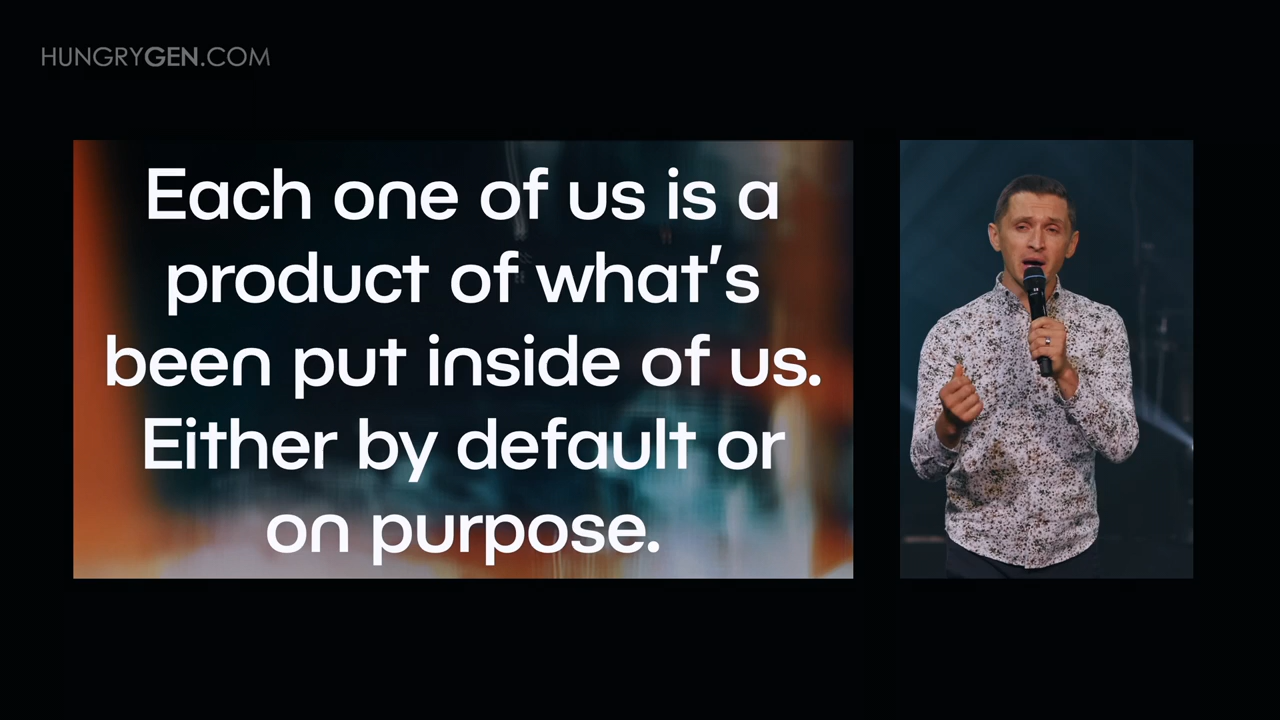 HUNGRYGEN.COM
Each one of us is a
product of what's
been put inside of us.
Either by default or
on purpose.